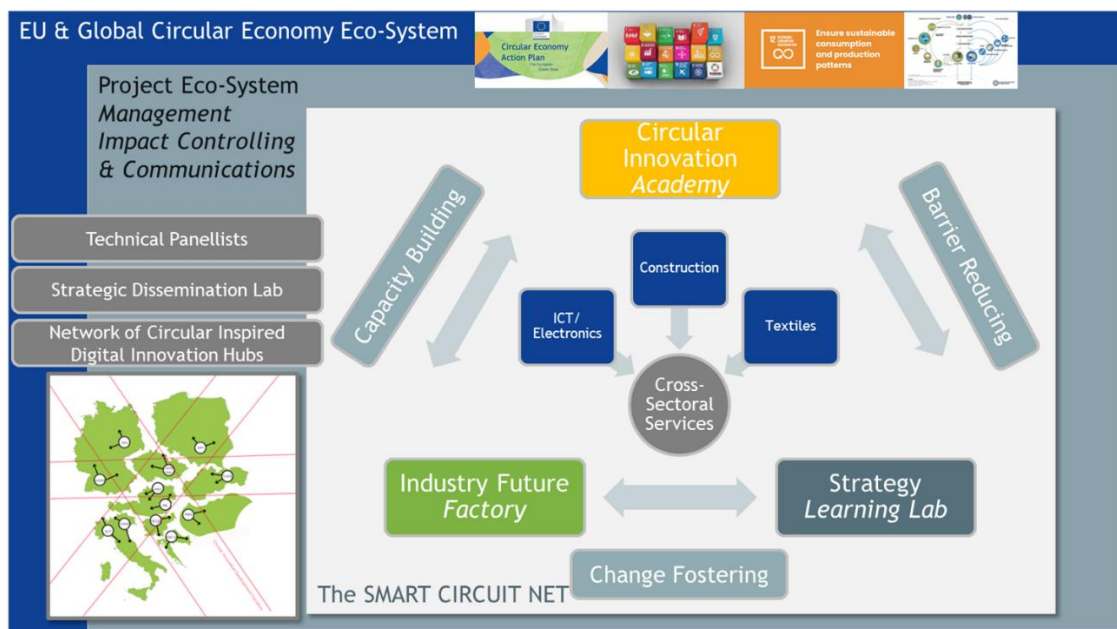 EU & Global Circular Economy Eco-System
Circular Economy
Action Plan
Ensure sustainable
consumption
and production
patterns
Project Eco-System
Management
Impact Controlling
& Communications
Technical Panellists
Strategic Dissemination Lab
Network of Circular Inspired
Digital Innovation Hubs
Circular
Innovation
Academy
Capacity Building
Barrier Reducing
Construction
ICT/
Electronics
Textiles
Cross-
Sectoral
Services
Industry Future
Factory
Strategy
Learning Lab
Change Fostering
The SMART CIRCUIT NET